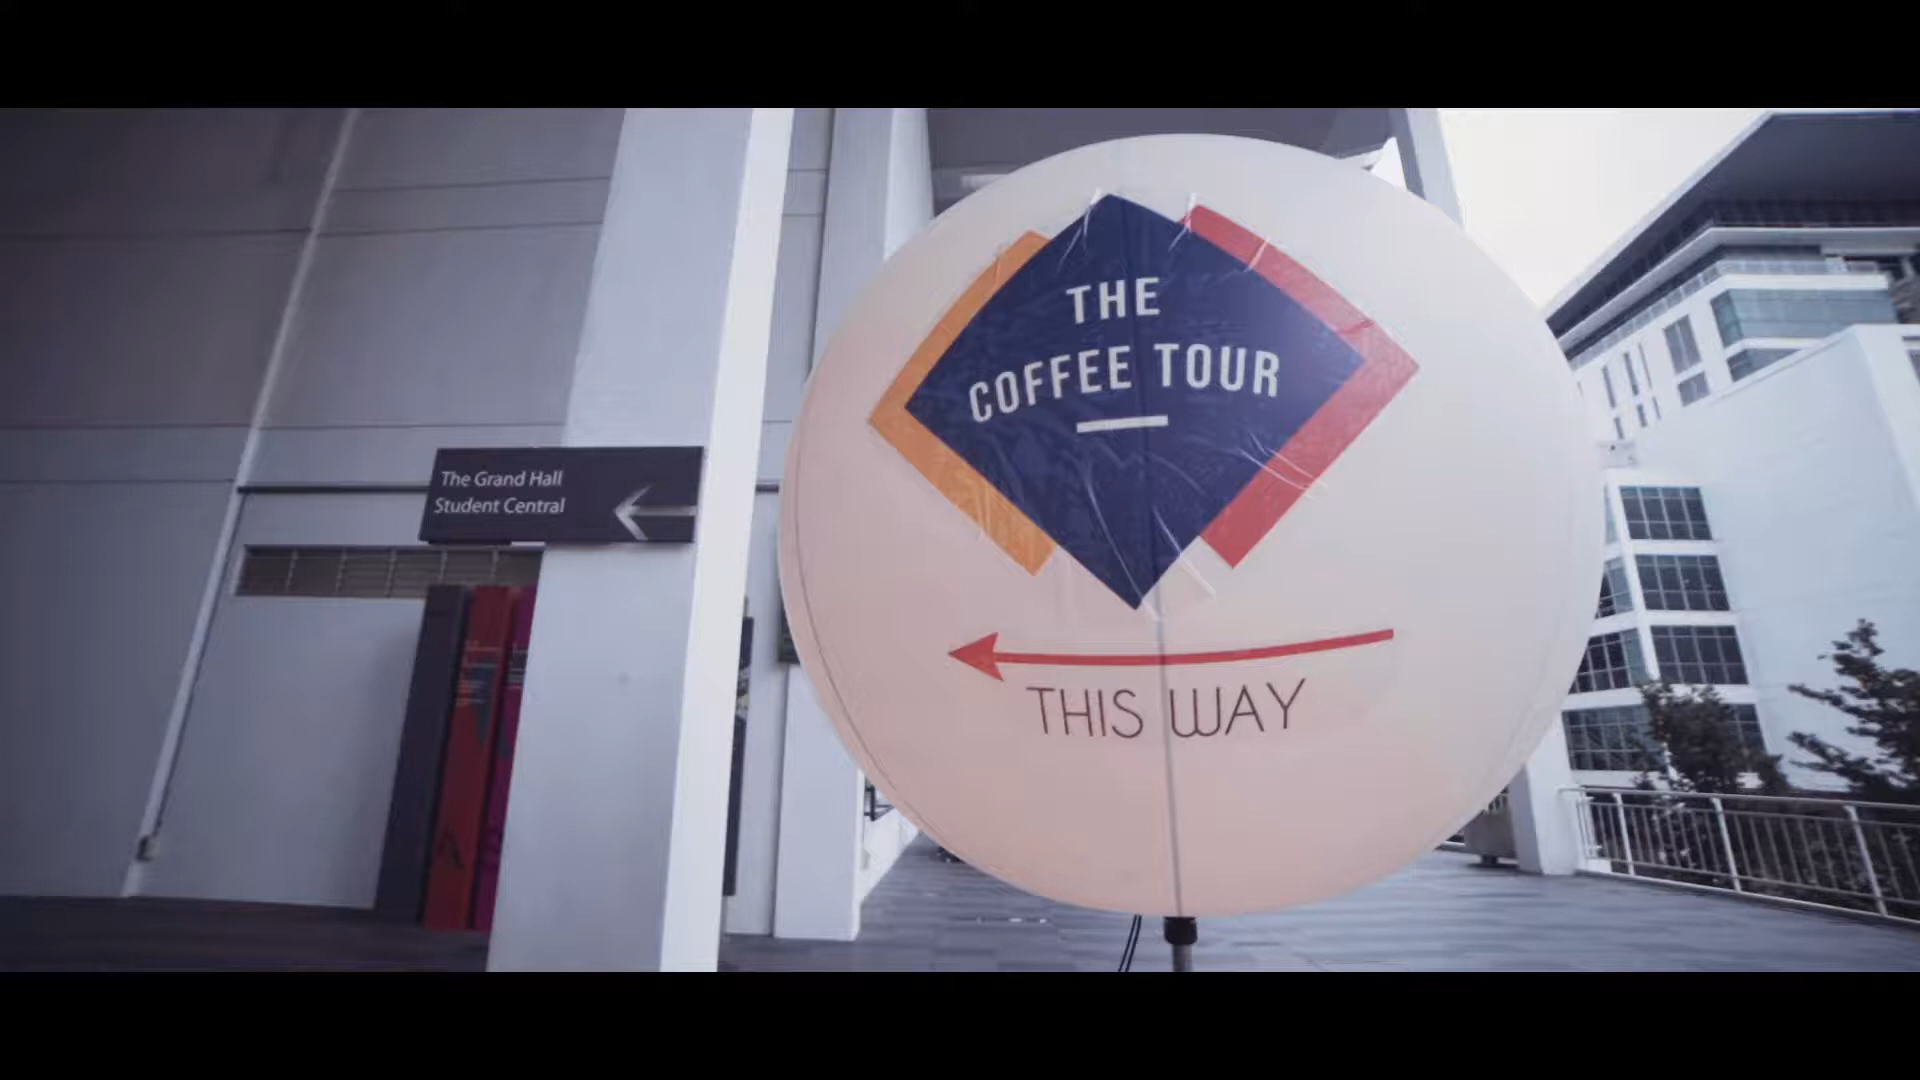 The Grand Hall
Student Central
THE
COFFEE TOUR
THIS WAY